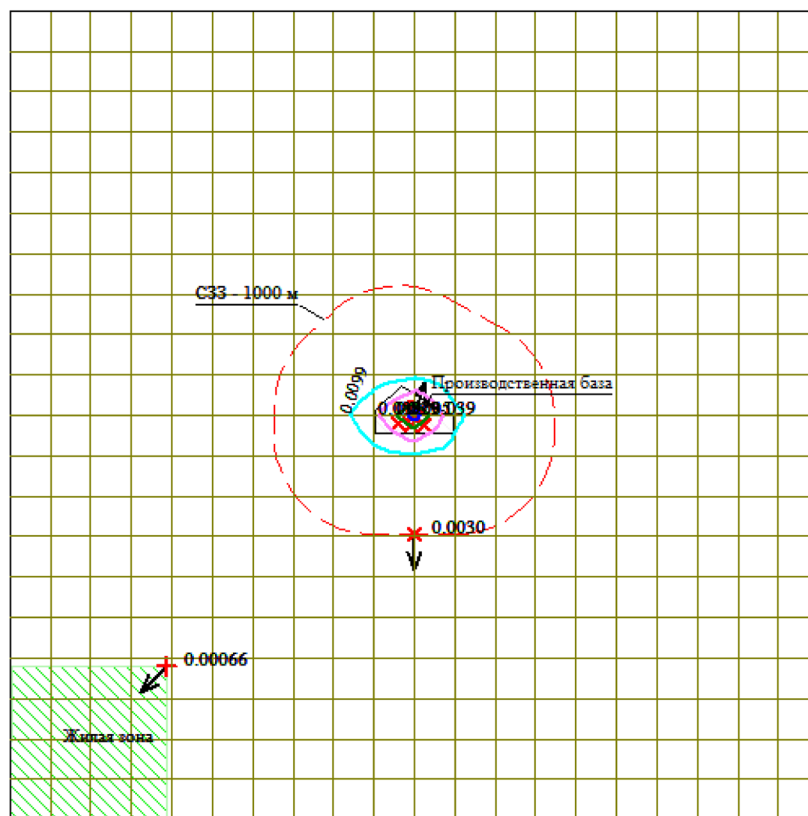 СЗЗ - 1000 м
0.0099
Производственная база
0.0030
0.00066
Жилая зона